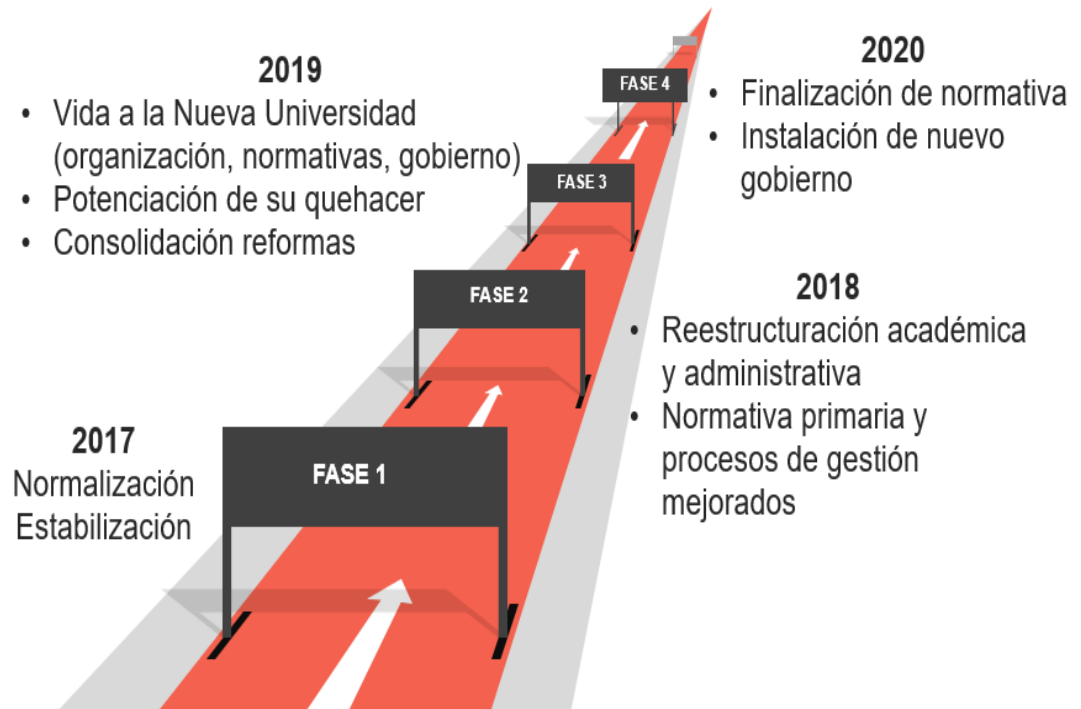 2019
• Vida a la Nueva Universidad
(organización, normativas, gobierno)
• Potenciación de su quehacer
• Consolidación reformas
2020
• Finalización de normativa
• Instalación de nuevo
gobierno
FASE 4
FASE 3
FASE 2
2018
• Reestructuración académica
y administrativa
• Normativa primaria y
procesos de gestión
mejorados
2017
Normalización
Estabilización
FASE 1